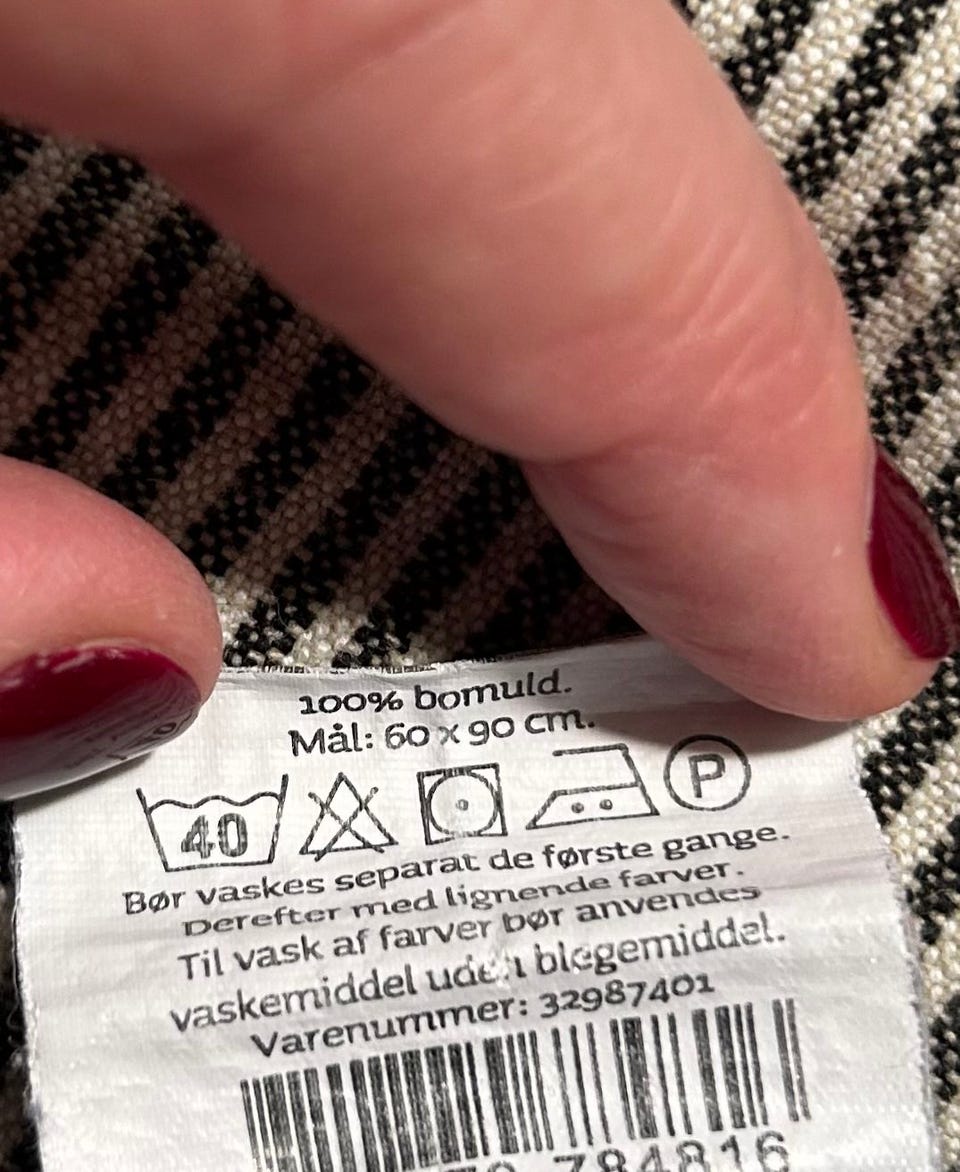 100% bomuld.
Mål: 60 x 90 cm.
40 P
Bør vaskes separat de første gange.
Derefter med lignende farver.
Til vask af farver bør anvendes
vaskemiddel uden blegemiddel.
Varenummer: 32987401
784816